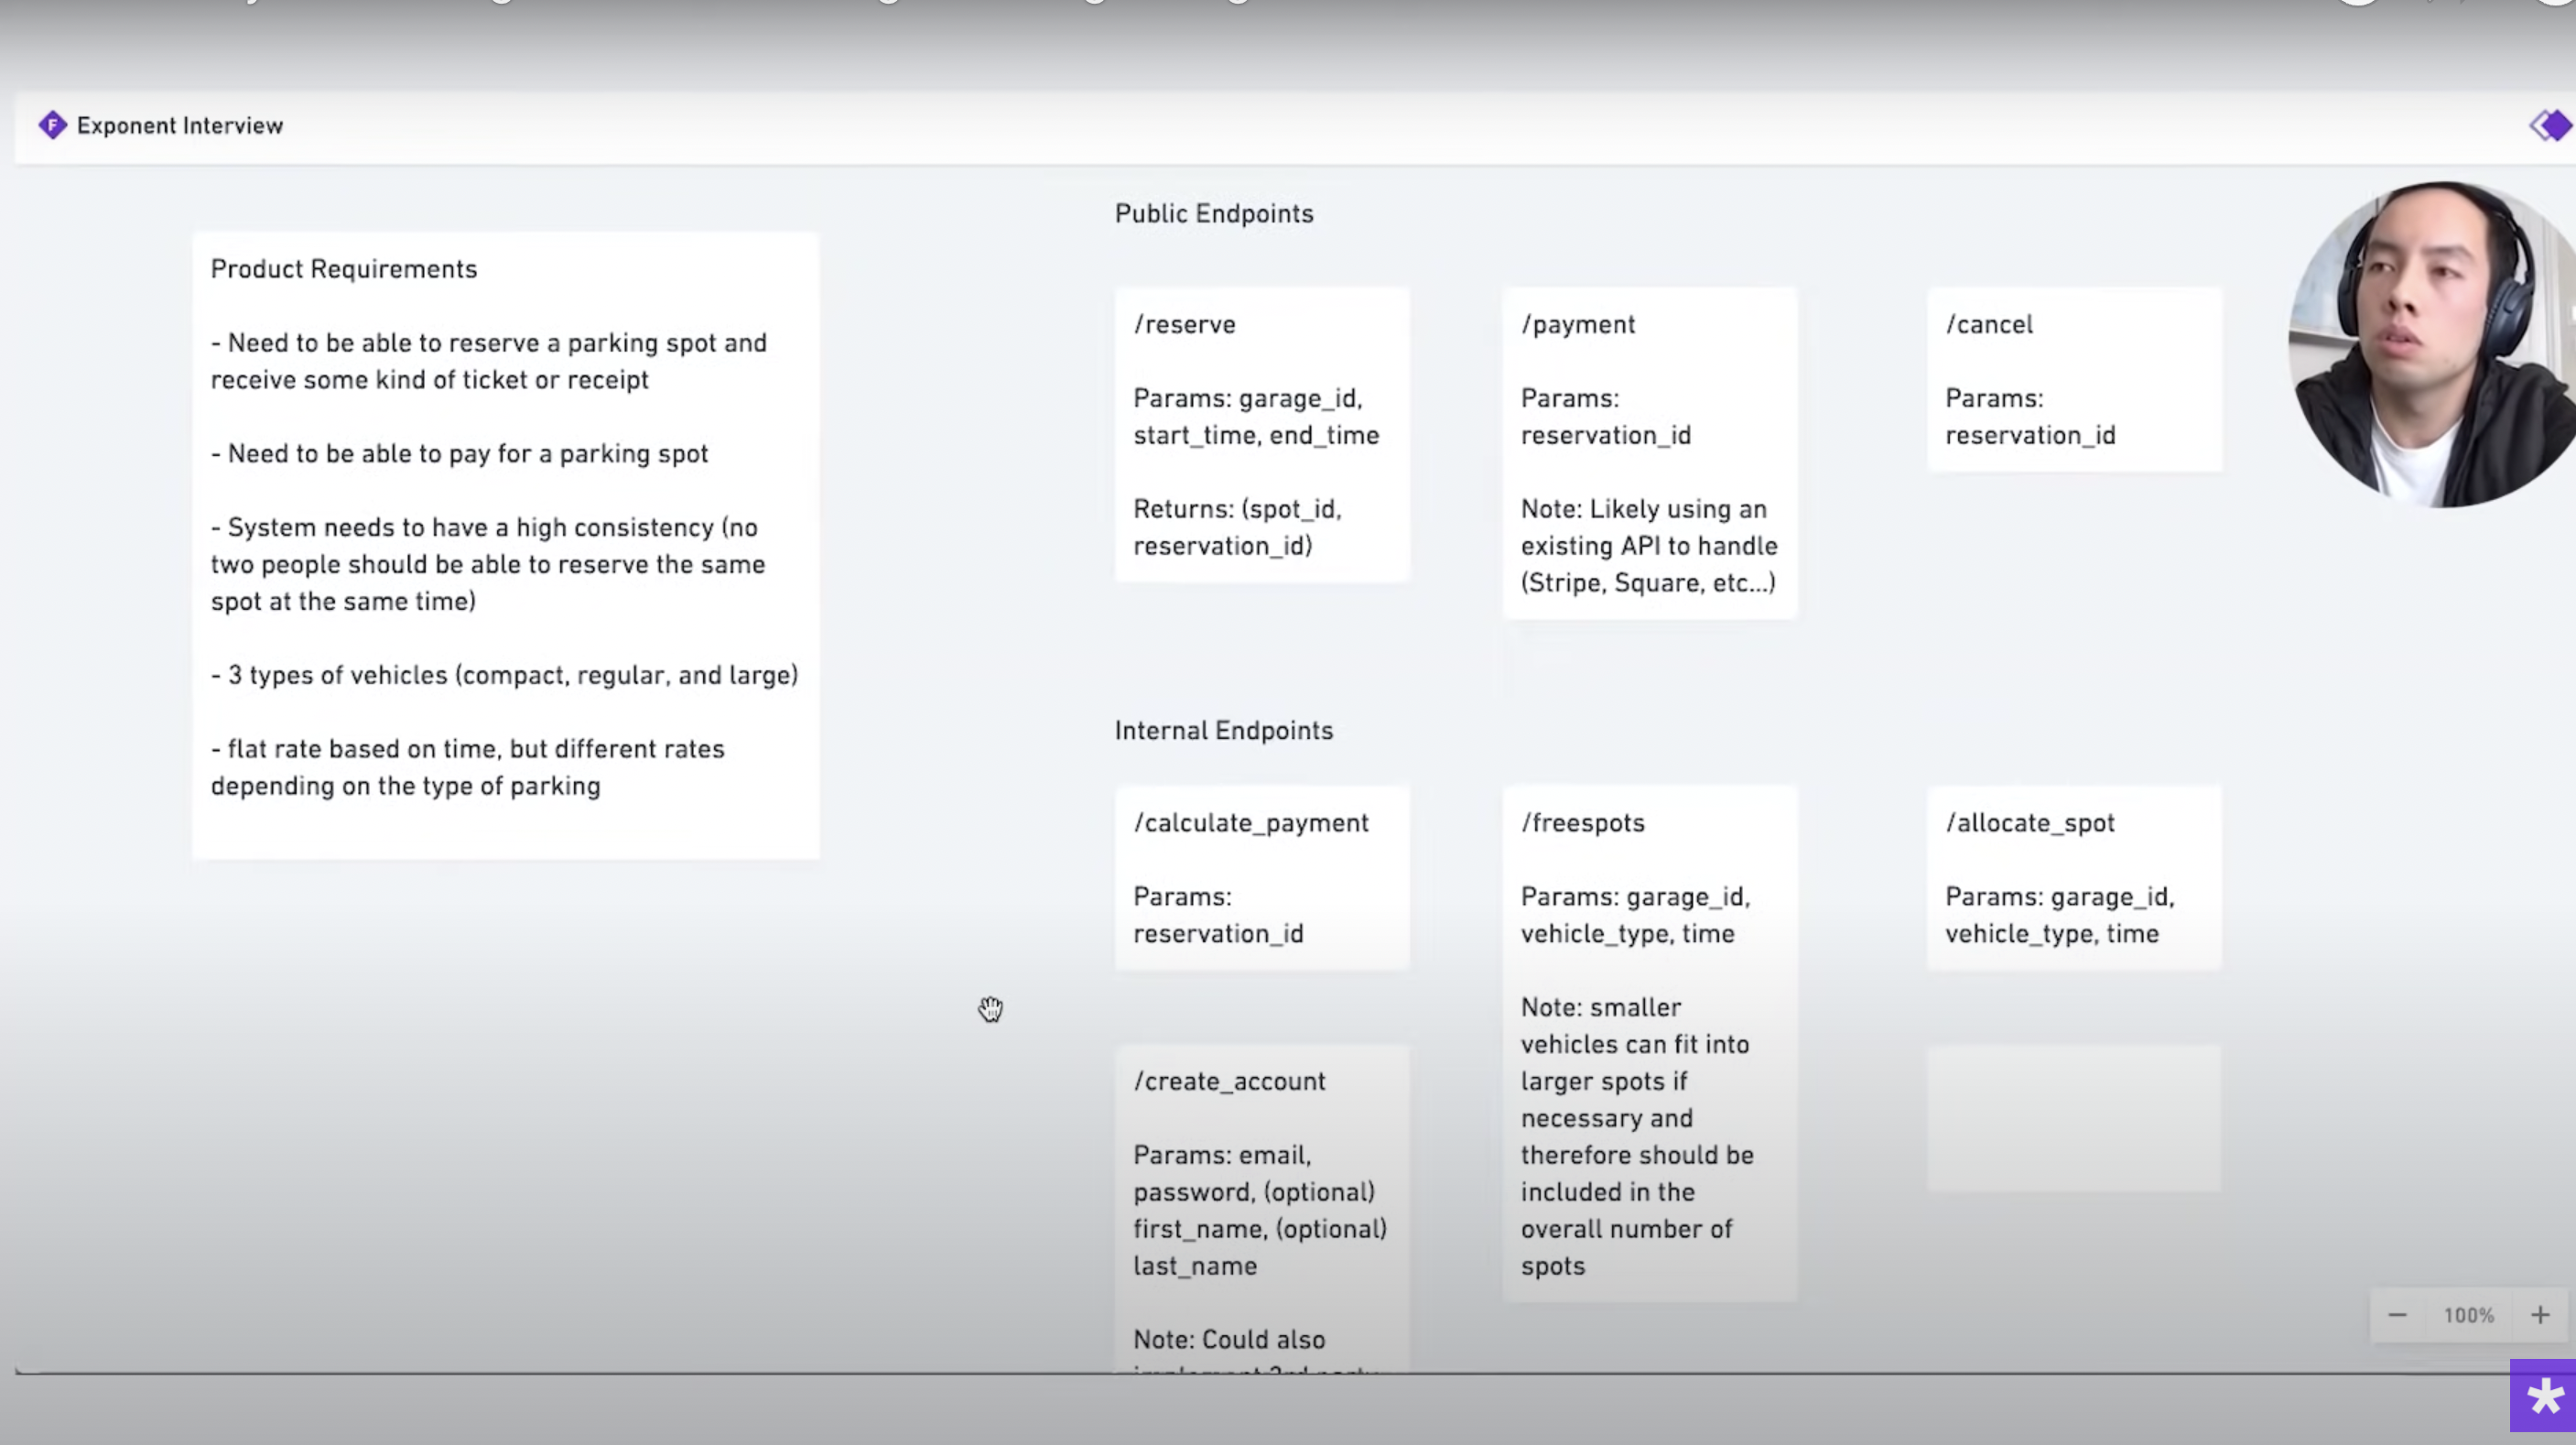 F Exponent Interview
Product Requirements
- Need to be able to reserve a parking spot and
receive some kind of ticket or receipt
- Need to be able to pay for a parking spot
- System needs to have a high consistency (no
two people should be able to reserve the same
spot at the same time)
- 3 types of vehicles (compact, regular, and large)
- flat rate based on time, but different rates
depending on the type of parking
Public Endpoints
/reserve
Params: garage_id,
start_time, end_time
Returns: (spot_id,
reservation_id)
/payment
Params:
reservation_id
Note: Likely using an
existing API to handle
(Stripe, Square, etc...)
/cancel
Params:
reservation_id
Internal Endpoints
/calculate_payment
Params:
reservation_id
/freespots
Params: garage_id,
vehicle_type, time
Note: smaller
vehicles can fit into
larger spots if
necessary and
therefore should be
included in the
overall number of
spots
/allocate_spot
Params: garage_id,
vehicle_type, time
/create_account
Params: email,
password, (optional)
first_name, (optional)
last_name
Note: Could also
implement 3rd party
− 100% +